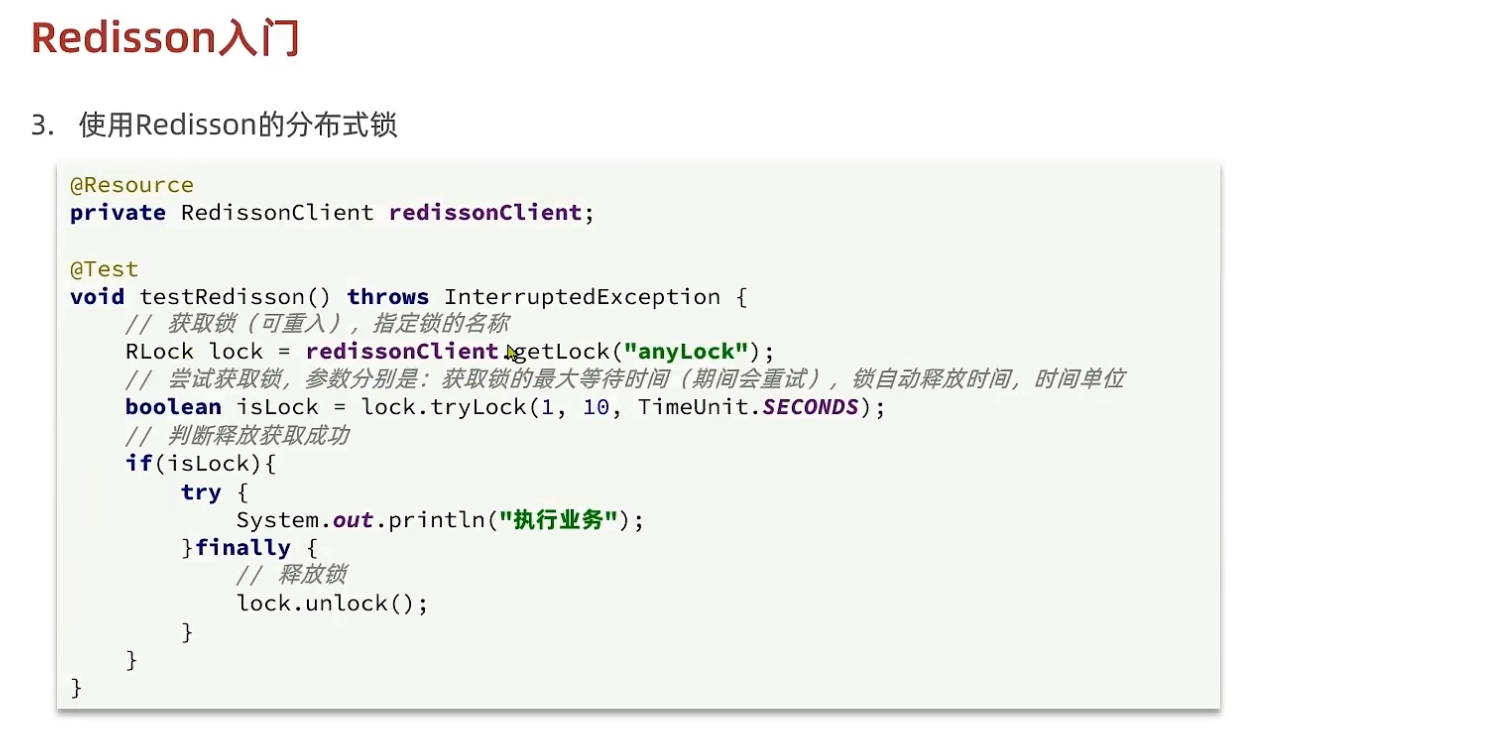 Redisson入门
3. 使用Redisson的分布式锁
@Resource
private RedissonClient redissonClient;
@Test
void testRedisson() throws InterruptedException {
// 获取锁（可重入），指定锁的名称
RLock lock = redissonClient.getLock("anyLock");
// 尝试获取锁，参数分别是：获取锁的最大等待时间（期间会重试），锁自动释放时间，时间单位
boolean isLock = lock.tryLock(1, 10, TimeUnit.SECONDS);
// 判断释放获取成功
if(isLock){
try {
System.out.println("执行业务");
}finally {
// 释放锁
lock.unlock();
}
}
}